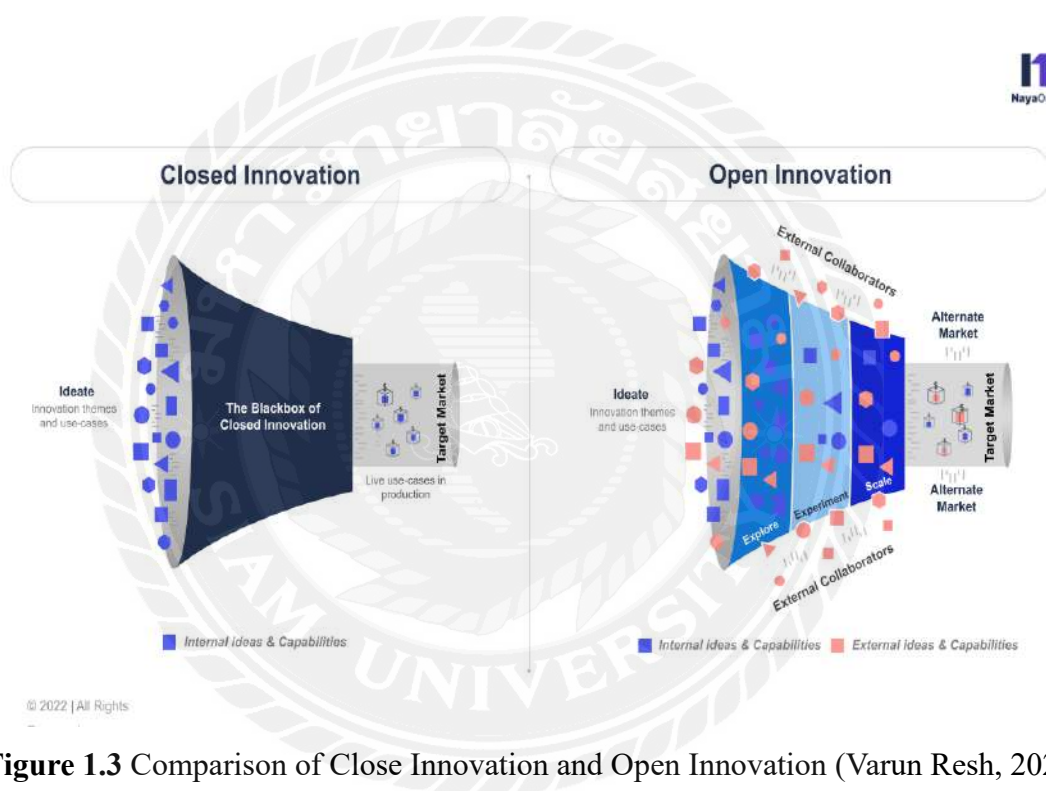 NayaO
Closed Innovation
Ideate
Innovation themes
and use-cases
The Blackbox of
Closed Innovation
Target Market
Live use-cases in
production
Internal ideas & Capabilities
Open Innovation
External Collaborators
Ideate
Innovation themes
and use-cases
Explore
Experiment
Scale
Alternate
Market
Target Market
Alternate
Market
External Collaborators
Internal ideas & Capabilities
External ideas & Capabilities
© 2022 | All Rights
SIAM UNIVERSITY
Figure 1.3 Comparison of Close Innovation and Open Innovation (Varun Resh, 202